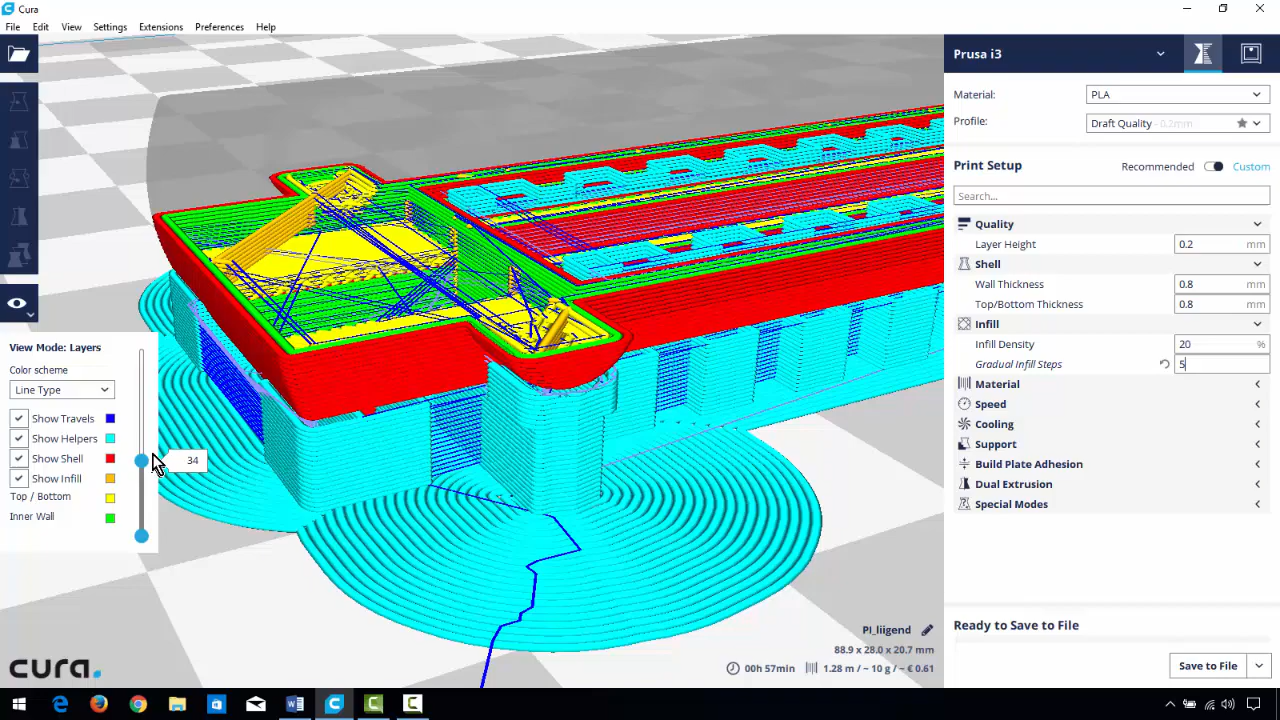 Cura
File Edit View Settings Extensions Preferences Help
Prusa i3
Material: PLA
Profile: Draft Quality - 0.2mm
Print Setup Recommended Custom
Search...
Quality
Layer Height 0.2 mm
Shell
Wall Thickness 0.8 mm
Top/Bottom Thickness 0.8 mm
Infill
Infill Density 20 %
Gradual Infill Steps 5
Material
Speed
Cooling
Support
Build Plate Adhesion
Dual Extrusion
Special Modes
View Mode: Layers
Color scheme
Line Type
Show Travels
Show Helpers
Show Shell
34
Show Infill
Top / Bottom
Inner Wall
PI_liigend
88.9 x 28.0 x 20.7 mm
00h 57min 1.28 m / ~ 10 g / ~ € 0.61
Ready to Save to File
Save to File
cura.